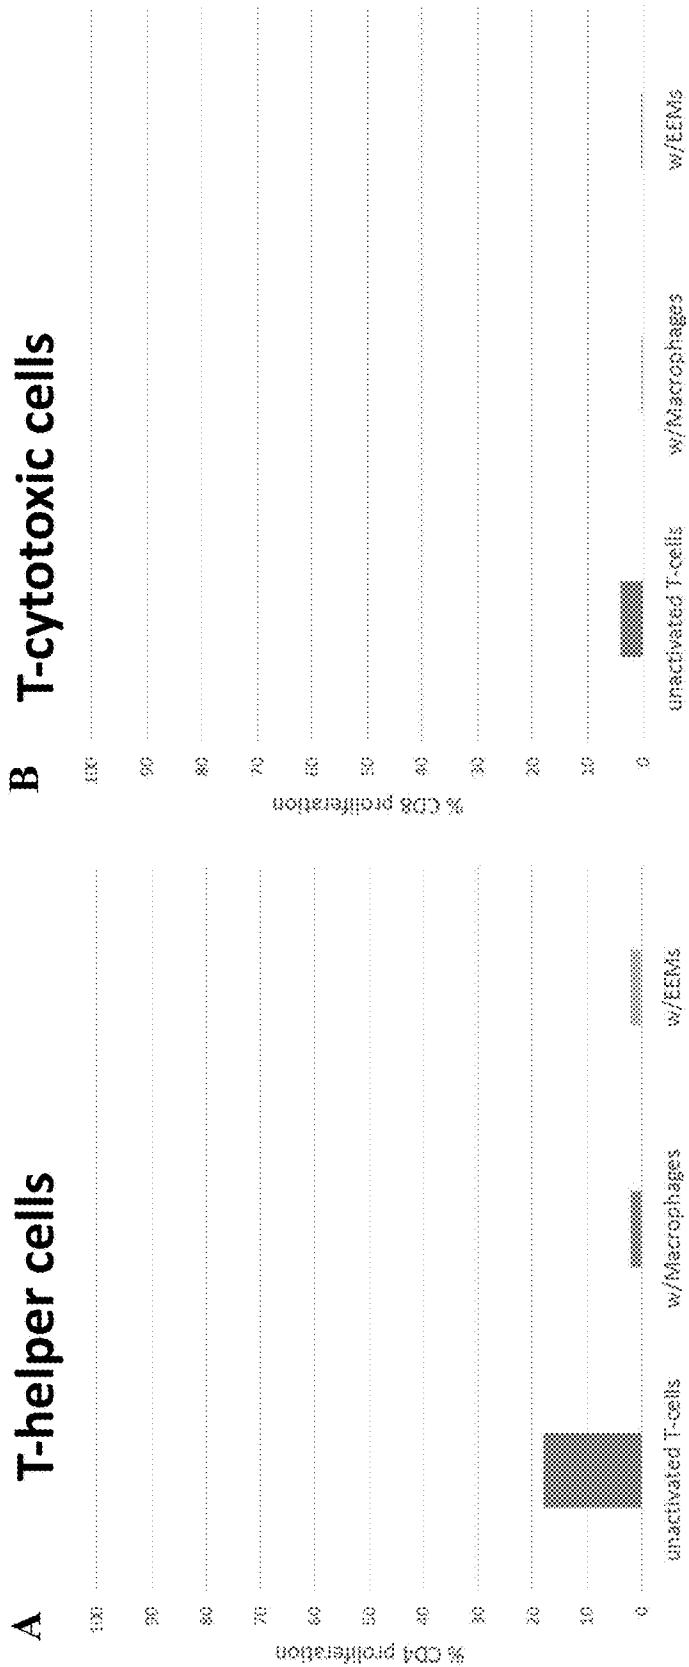 A
T-helper cells
% CD4 proliferation
100
90
80
70
60
50
40
30
20
10
0
unactivated T-cells
w/Macrophages
w/EEMs
B
T-cytotoxic cells
% CD8 proliferation
100
90
80
70
60
50
40
30
20
10
0
unactivated T-cells
w/Macrophages
w/EEMs